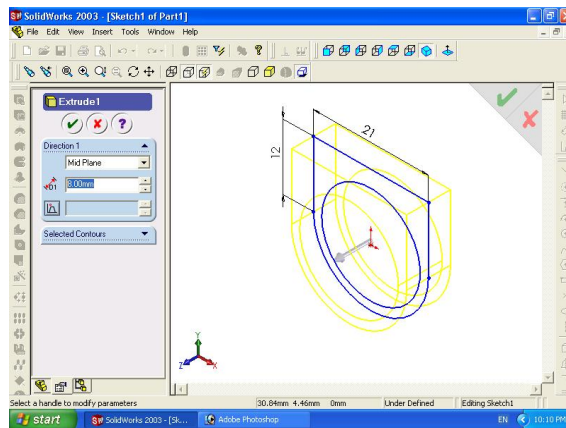 SolidWorks 2003 - [Sketch1 of Part1]
File Edit View Insert Tools Window Help
Extrude1
Direction 1
Mid Plane
D1
8.00mm
Selected Contours
21
12
Y
Z
X
Select a handle to modify parameters
30.84mm 4.46mm 0mm
Under Defined
Editing Sketch1
start
SolidWorks 2003 - [Sk...
Adobe Photoshop
EN
10:10 PM